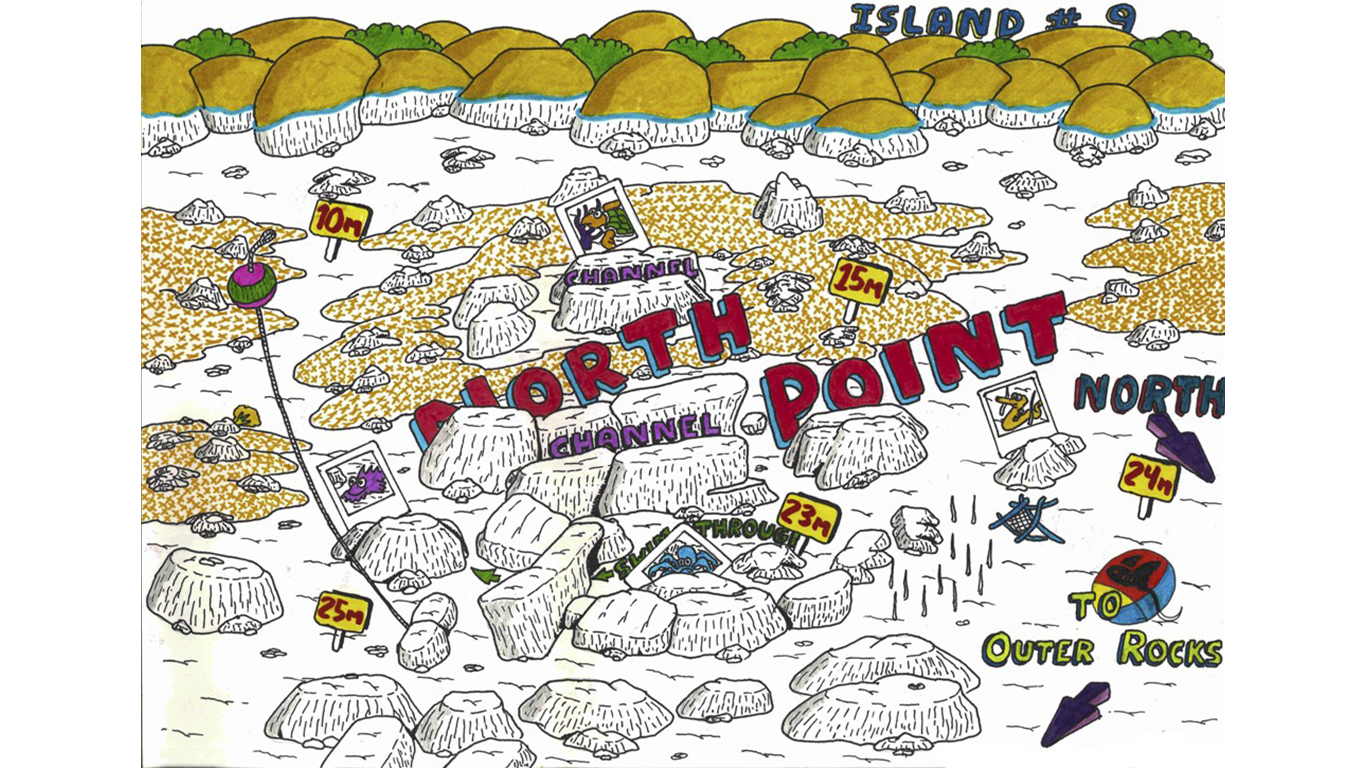 ISLAND # 9
10M
15M
CHANNEL
NORTH POINT
NORTH
CHANNEL
24M
23M
SWIM THROUGH
25M
TO
OUTER ROCKS